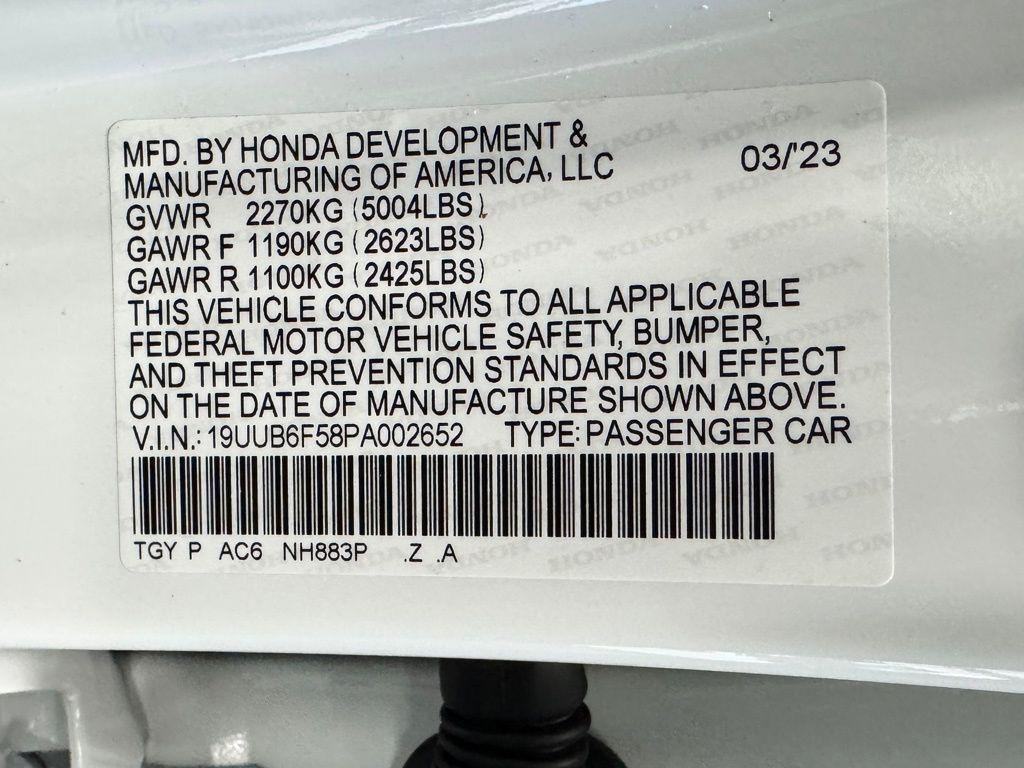 MFD. BY HONDA DEVELOPMENT &
MANUFACTURING OF AMERICA, LLC
03/'23
GVWR 2270KG (5004LBS)
GAWR F 1190KG (2623LBS)
GAWR R 1100KG (2425LBS)
THIS VEHICLE CONFORMS TO ALL APPLICABLE
FEDERAL MOTOR VEHICLE SAFETY, BUMPER,
AND THEFT PREVENTION STANDARDS IN EFFECT
ON THE DATE OF MANUFACTURE SHOWN ABOVE.
V.I.N.: 19UUB6F58PA002652 TYPE: PASSENGER CAR
TGY P AC6 NH883P .Z .A